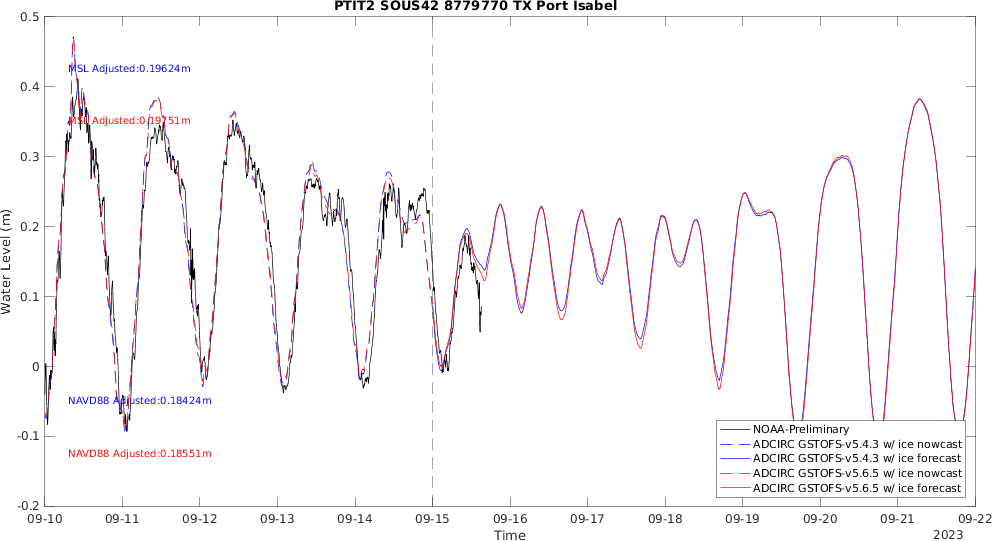 PTIT2 SOUS42 8779770 TX Port Isabel
0.5
0.4
0.3
0.2
0.1
0
-0.1
-0.2
Water Level (m)
MSL Adjusted:0.19624m
MSL Adjusted:0.19751m
NAVD88 Adjusted:0.18424m
NAVD88 Adjusted:0.18551m
NOAA-Preliminary
ADCIRC GSTOFS-v5.4.3 w/ ice nowcast
ADCIRC GSTOFS-v5.4.3 w/ ice forecast
ADCIRC GSTOFS-v5.6.5 w/ ice nowcast
ADCIRC GSTOFS-v5.6.5 w/ ice forecast
09-10 09-11 09-12 09-13 09-14 09-15 09-16 09-17 09-18 09-19 09-20 09-21 09-22
Time
2023